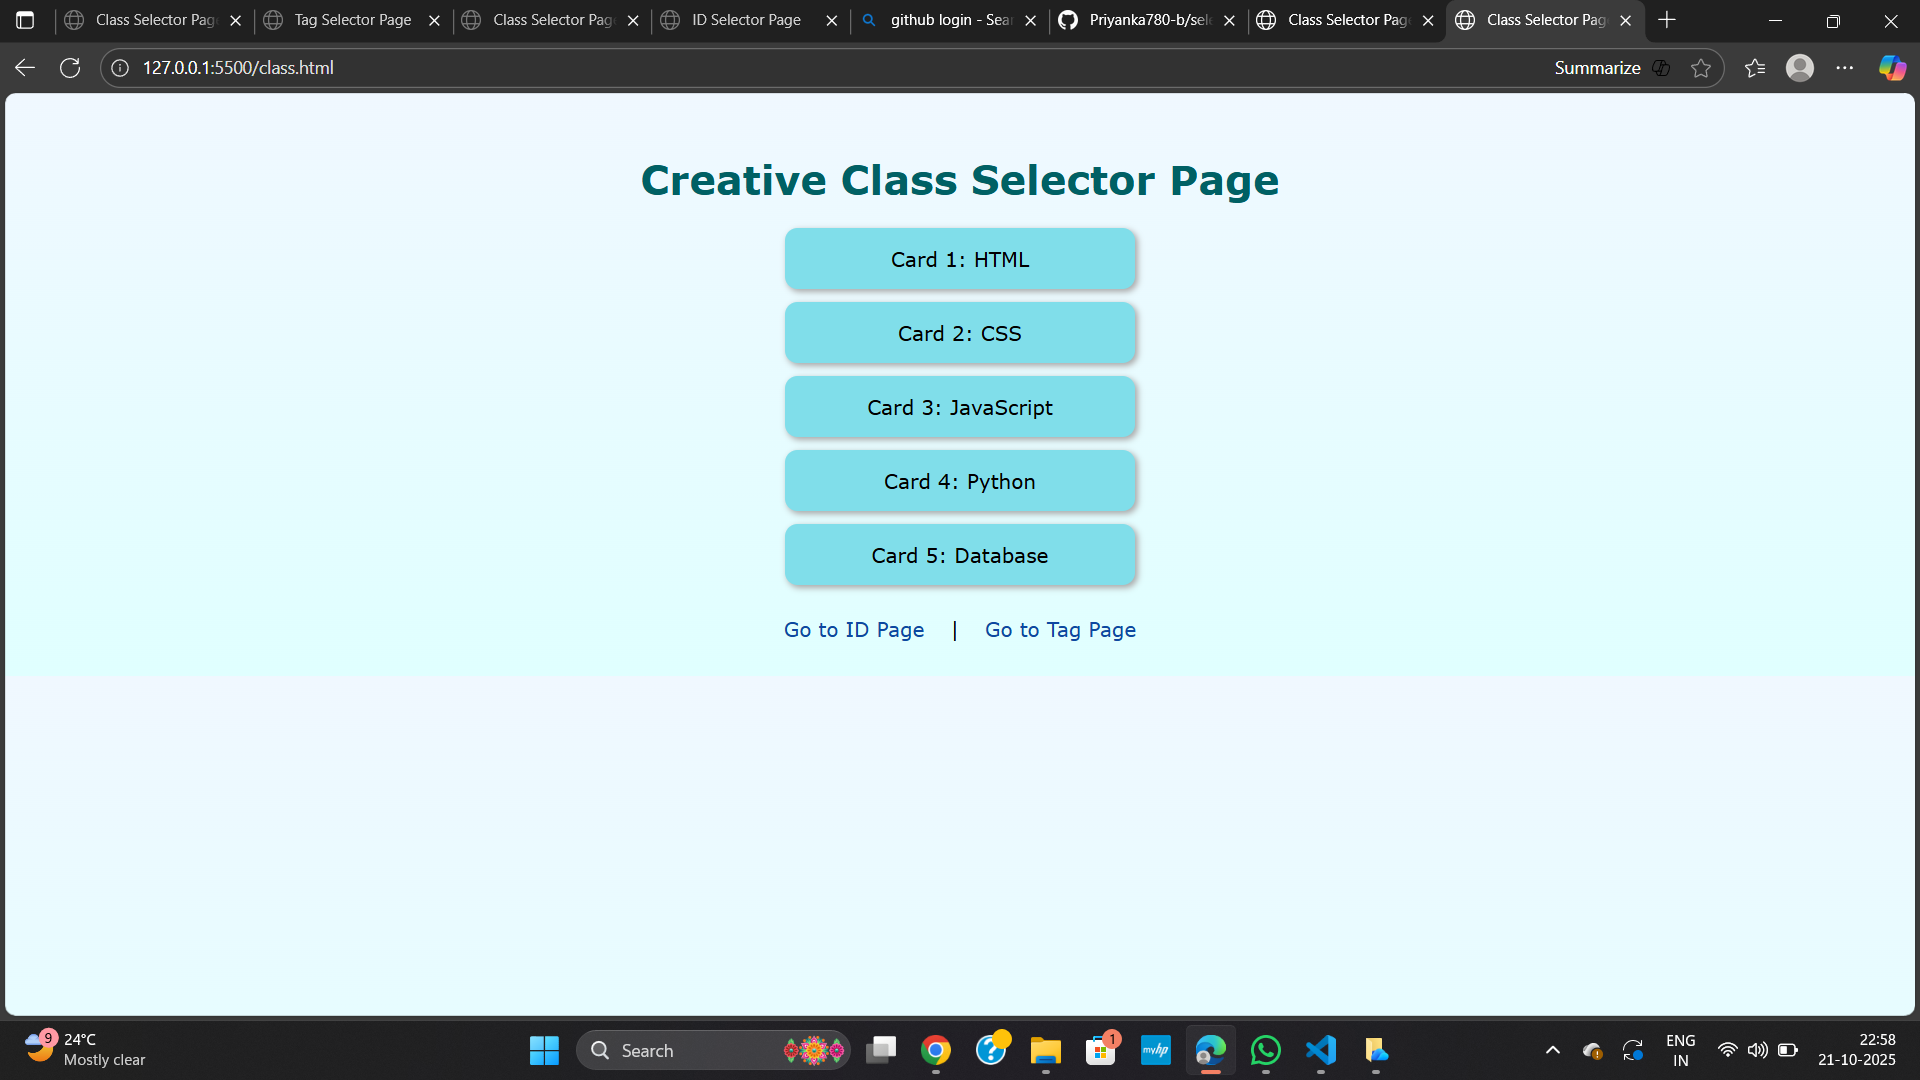 Class Selector Pag
Tag Selector Page
Class Selector Pag
ID Selector Page
github login - Sear
Priyanka780-b/sele
Class Selector Page
Class Selector Pag
127.0.0.1:5500/class.html
Summarize
Creative Class Selector Page
Card 1: HTML
Card 2: CSS
Card 3: JavaScript
Card 4: Python
Card 5: Database
Go to ID Page | Go to Tag Page
9
24°C
Mostly clear
Search
1
myhp
ENG
IN
22:58
21-10-2025